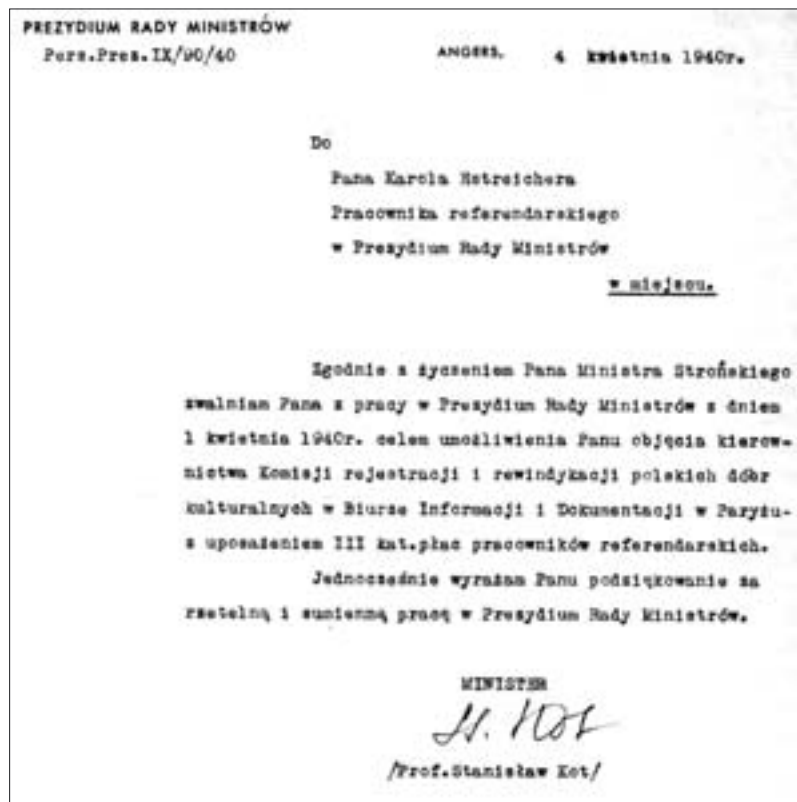 PREZYDIUM RADY MINISTRÓW
Pers.Prez.IX/90/40
ANGERS, 4 kwietnia 1940r.
Do
Pana Karola Estreichera
Pracownika referendarskiego
w Prezydium Rady Ministrów
w miejscu.
Zgodnie z życzeniem Pana Ministra Strońskiego
zwalniam Pana z pracy w Prezydium Rady Ministrów z dniem
1 kwietnia 1940r. celem umożliwienia Panu objęcia kierow-
nictwa Komisji rejestracji i rewindykacji polskich dóbr
kulturalnych w Biurze Informacji i Dokumentacji w Paryżu-
z uposażeniem III kat.płac pracowników referendarskich.
Jednocześnie wyrażam Panu podziękowanie za
rzetelną i sumienną pracę w Prezydium Rady Ministrów.
MINISTER
St. Kot
/Prof.Stanisław Kot/